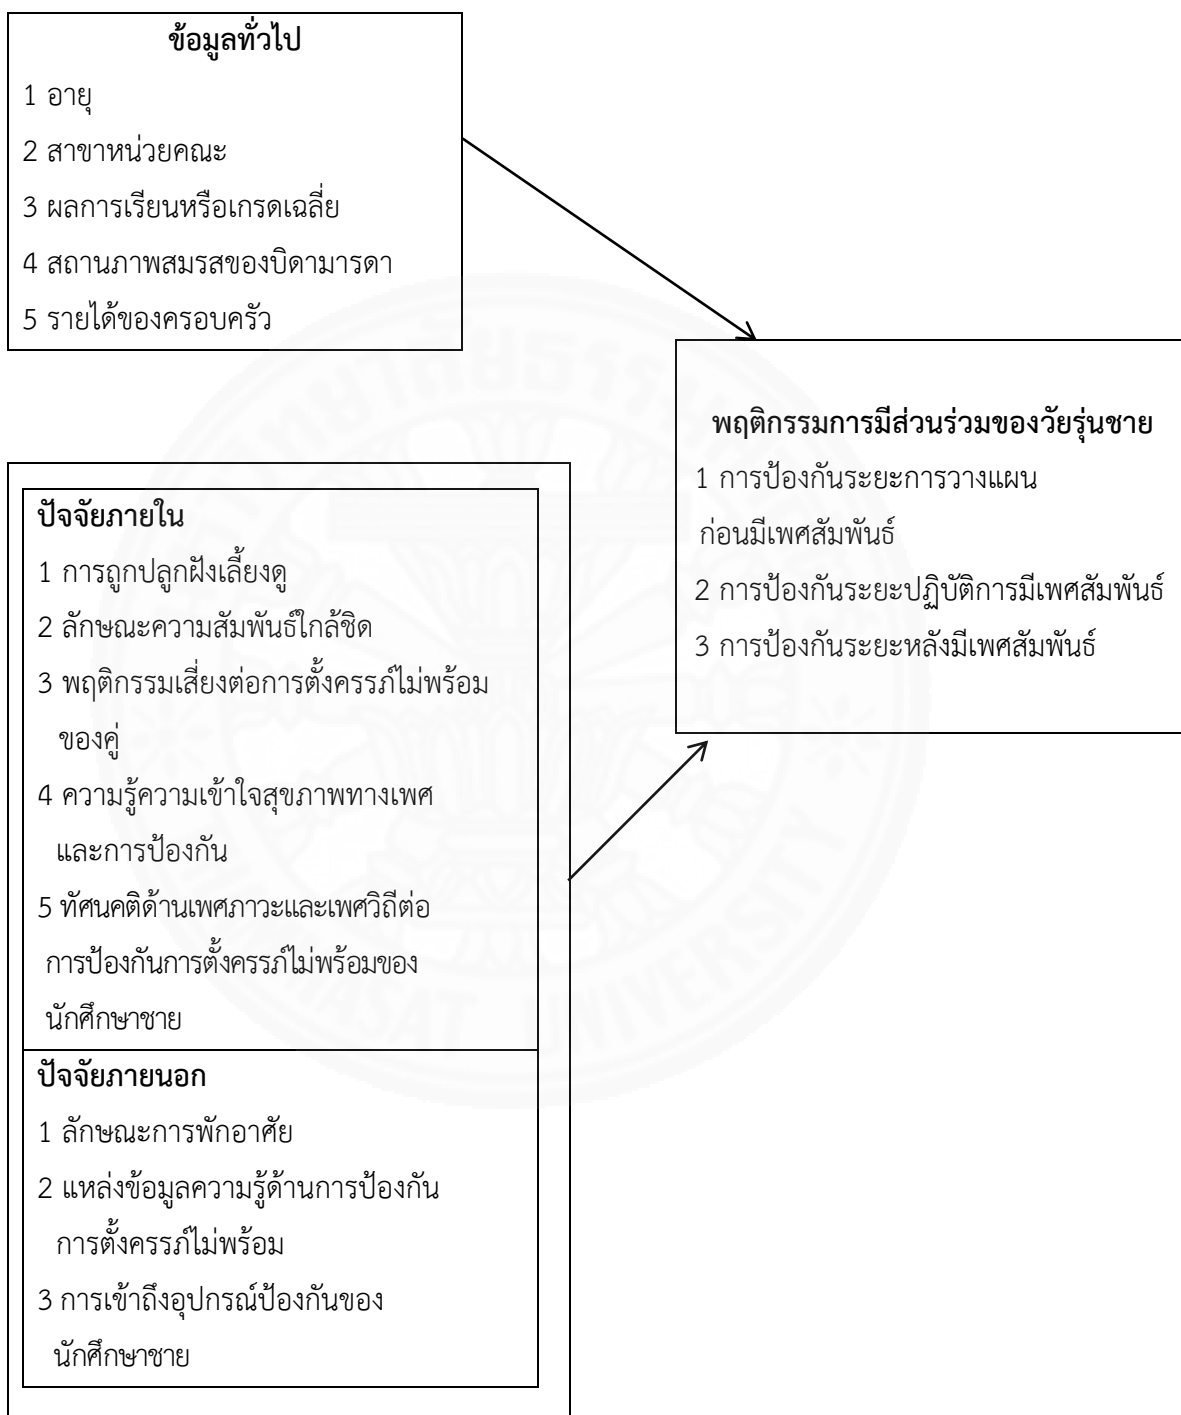 ข้อมูลทั่วไป
1 อายุ
2 สาขาหน่วยคณะ
3 ผลการเรียนหรือเกรดเฉลี่ย
4 สถานภาพสมรสของบิดามารดา
5 รายได้ของครอบครัว
พฤติกรรมการมีส่วนร่วมของวัยรุ่นชาย
1 การป้องกันระยะการวางแผน
ก่อนมีเพศสัมพันธ์
2 การป้องกันระยะปฏิบัติการมีเพศสัมพันธ์
3 การป้องกันระยะหลังมีเพศสัมพันธ์
ปัจจัยภายใน
1 การถูกปลูกฝังเลี้ยงดู
2 ลักษณะความสัมพันธ์ใกล้ชิด
3 พฤติกรรมเสี่ยงต่อการตั้งครรภ์ไม่พร้อม
ของคู่
4 ความรู้ความเข้าใจสุขภาพทางเพศ
และการป้องกัน
5 ทัศนคติด้านเพศภาวะและเพศวิถีต่อ
การป้องกันการตั้งครรภ์ไม่พร้อมของ
นักศึกษาชาย
ปัจจัยภายนอก
1 ลักษณะการพักอาศัย
2 แหล่งข้อมูลความรู้ด้านการป้องกัน
การตั้งครรภ์ไม่พร้อม
3 การเข้าถึงอุปกรณ์ป้องกันของ
นักศึกษาชาย